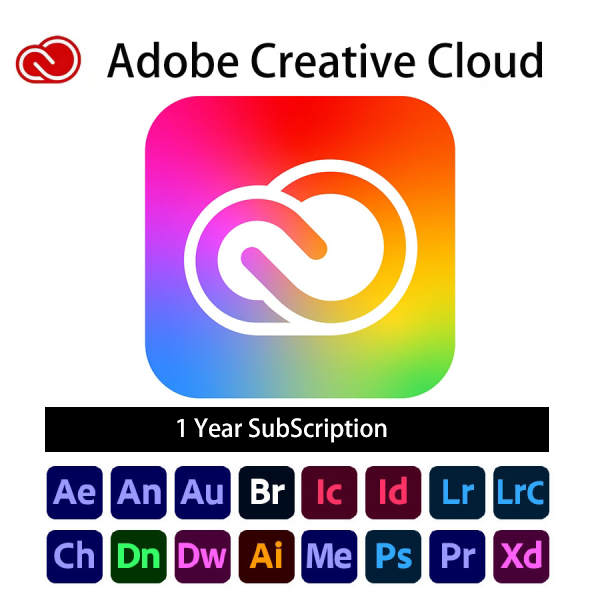 Adobe Creative Cloud
1 Year SubScription
Ae An Au Br Ic Id Lr LrC
Ch Dn Dw Ai Me Ps Pr Xd